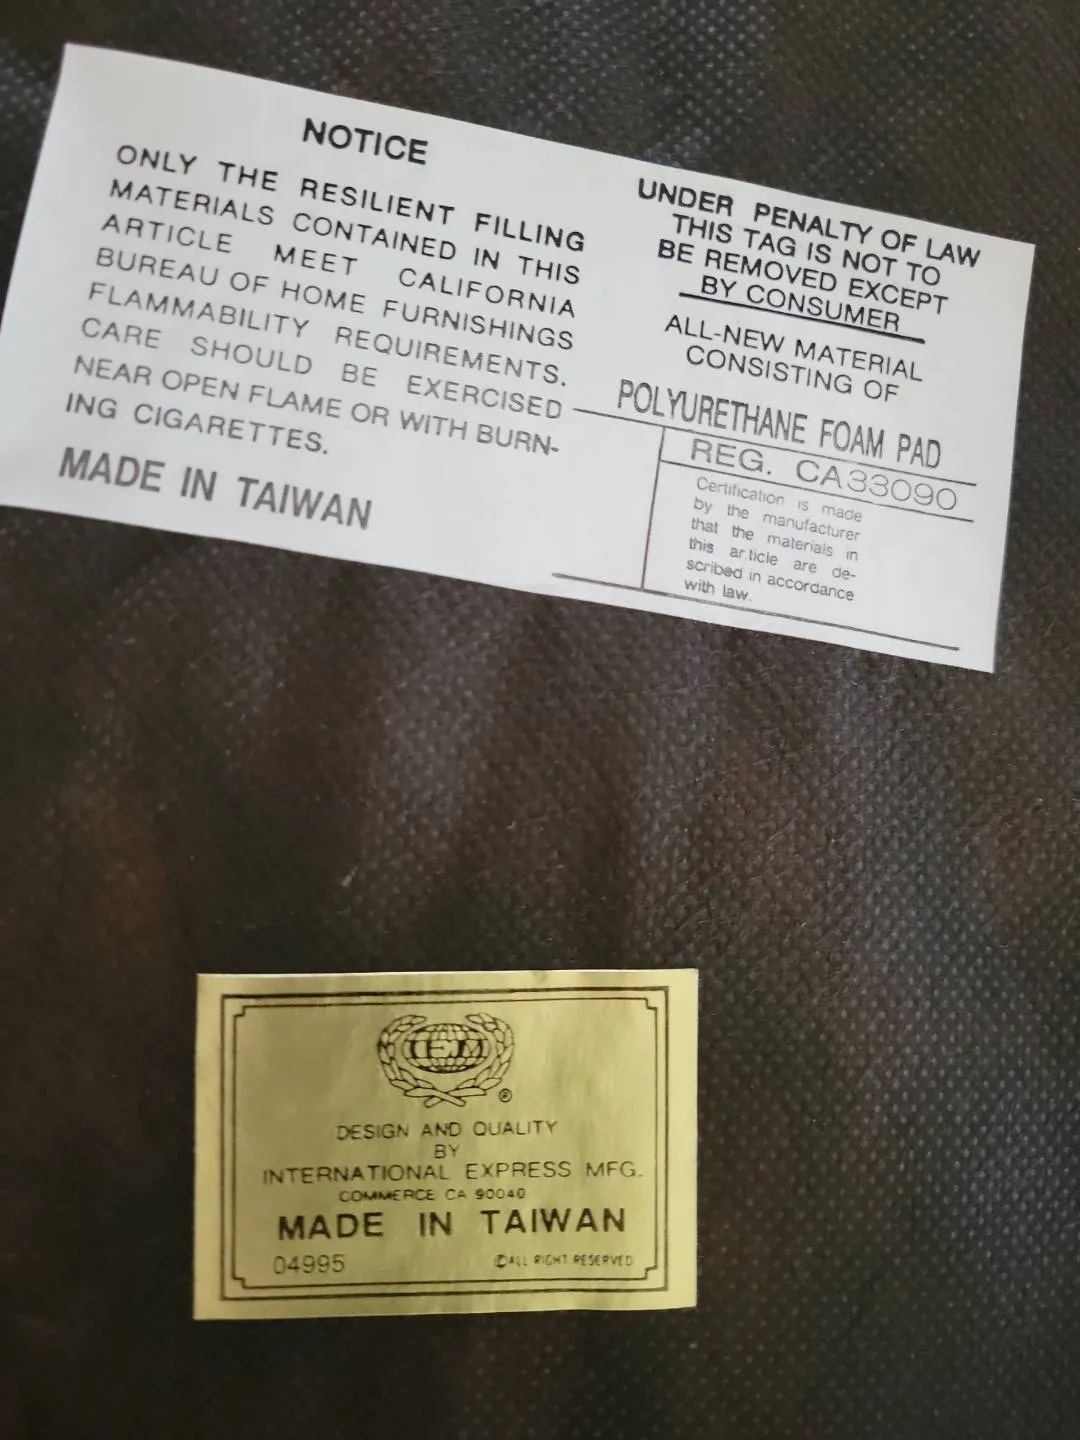 NOTICE
ONLY THE RESILIENT FILLING
MATERIALS CONTAINED IN THIS
ARTICLE MEET CALIFORNIA
BUREAU OF HOME FURNISHINGS
FLAMMABILITY REQUIREMENTS.
CARE SHOULD BE EXERCISED
NEAR OPEN FLAME OR WITH BURN-
ING CIGARETTES.
MADE IN TAIWAN
UNDER PENALTY OF LAW
THIS TAG IS NOT TO
BE REMOVED EXCEPT
BY CONSUMER
ALL-NEW MATERIAL
CONSISTING OF
POLYURETHANE FOAM PAD
REG. CA33090
Certification is made
by the manufacturer
that the materials in
this article are de-
scribed in accordance
with law.
IEM
®
DESIGN AND QUALITY
BY
INTERNATIONAL EXPRESS MFG.
COMMERCE CA 90040
MADE IN TAIWAN
04995
©ALL RIGHT RESERVED